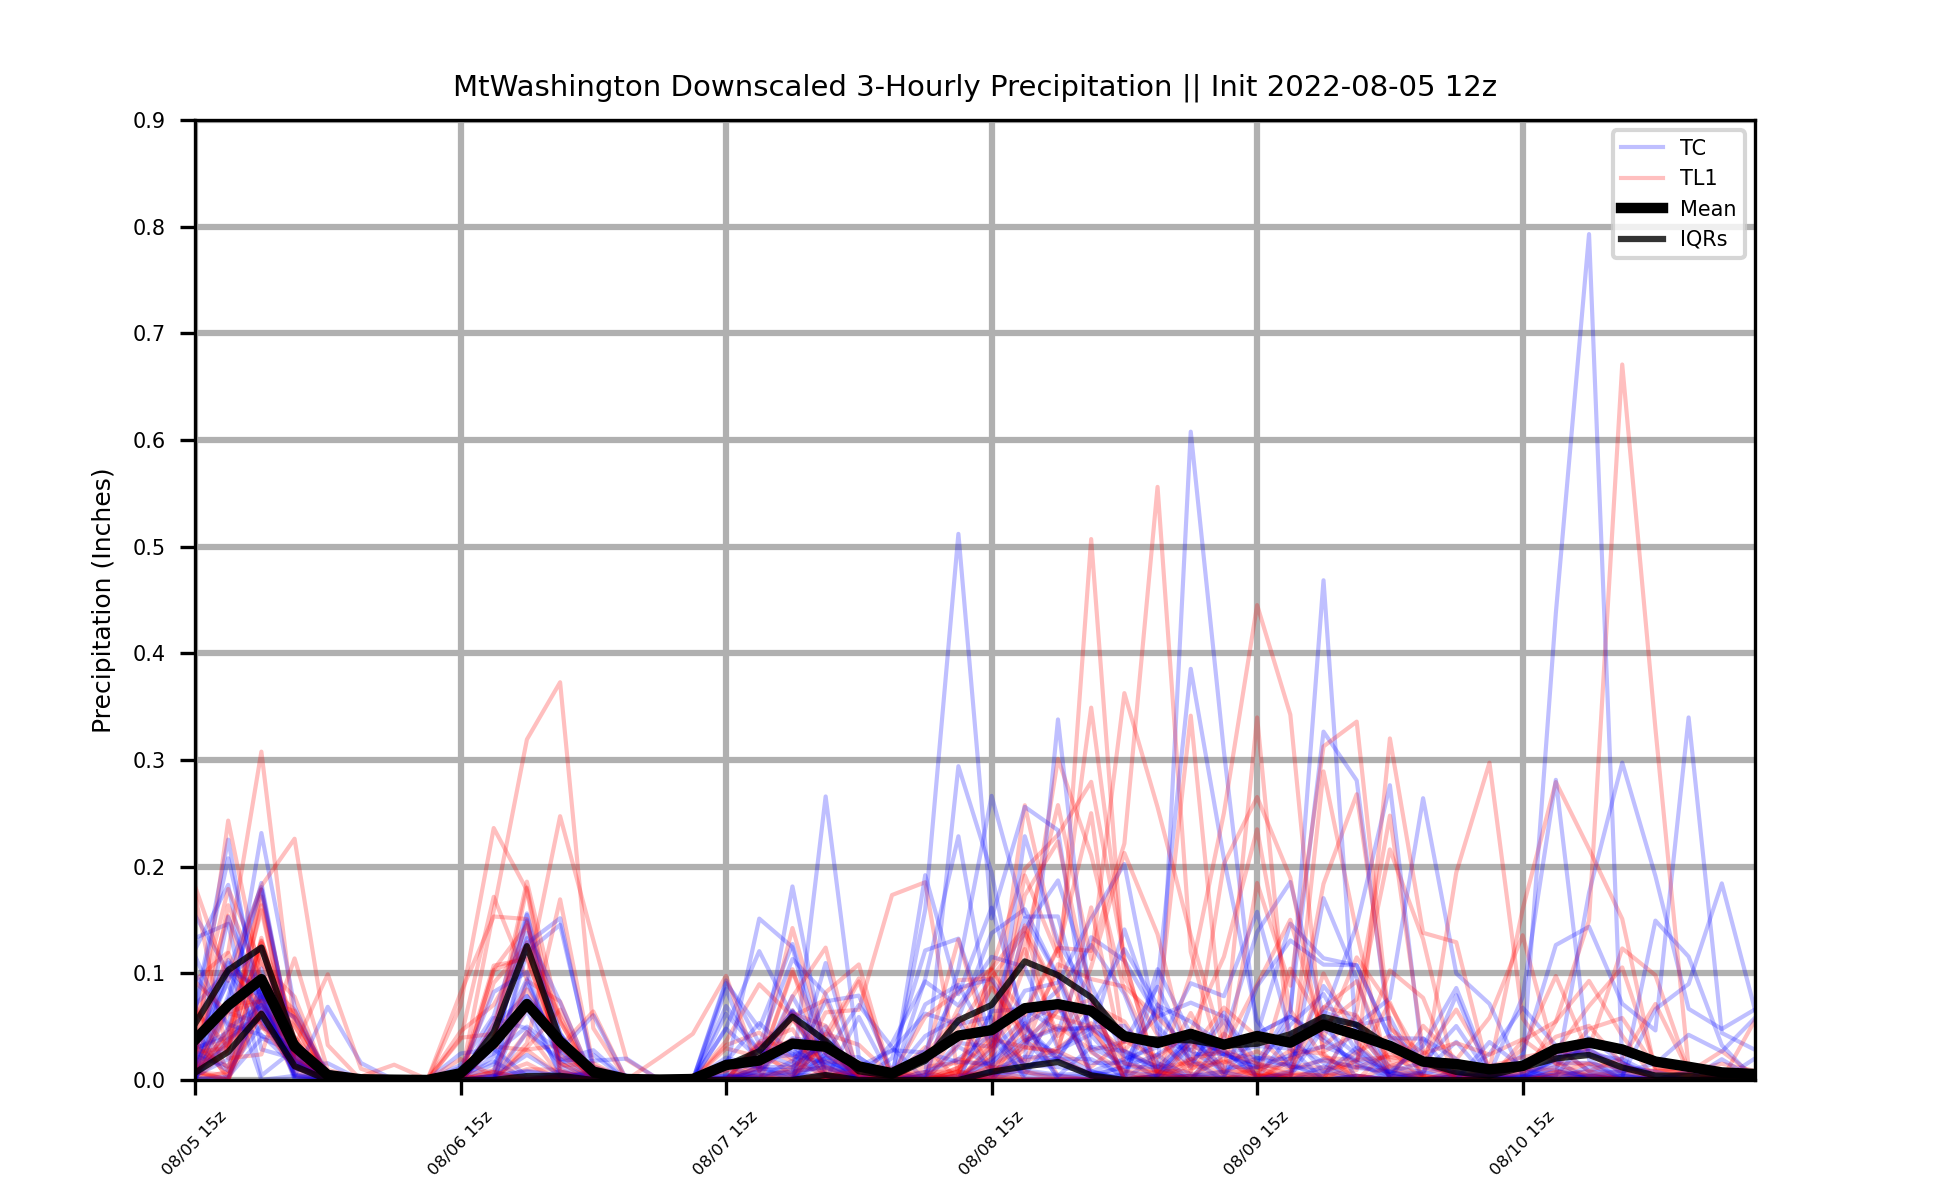 MtWashington Downscaled 3-Hourly Precipitation || Init 2022-08-05 12z
TC
TL1
Mean
IQRs
Precipitation (Inches)
0.9
0.8
0.7
0.6
0.5
0.4
0.3
0.2
0.1
0.0
08/05 15z
08/06 15z
08/07 15z
08/08 15z
08/09 15z
08/10 15z